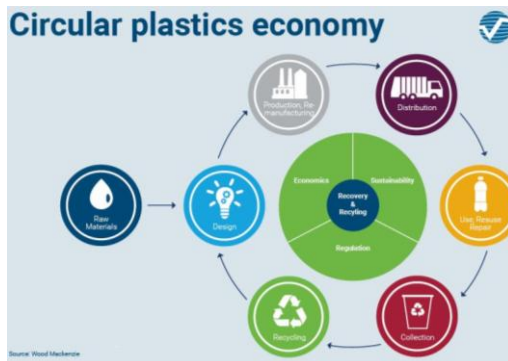 Circular plastics economy
Production, Re-
manufacturing
Distribution
Economics
Sustainability
Recovery
&
Recyling
Regulation
Raw
Materials
Design
Use, Reuse
Repair
Recycling
Collection
Source: Wood Mackenzie